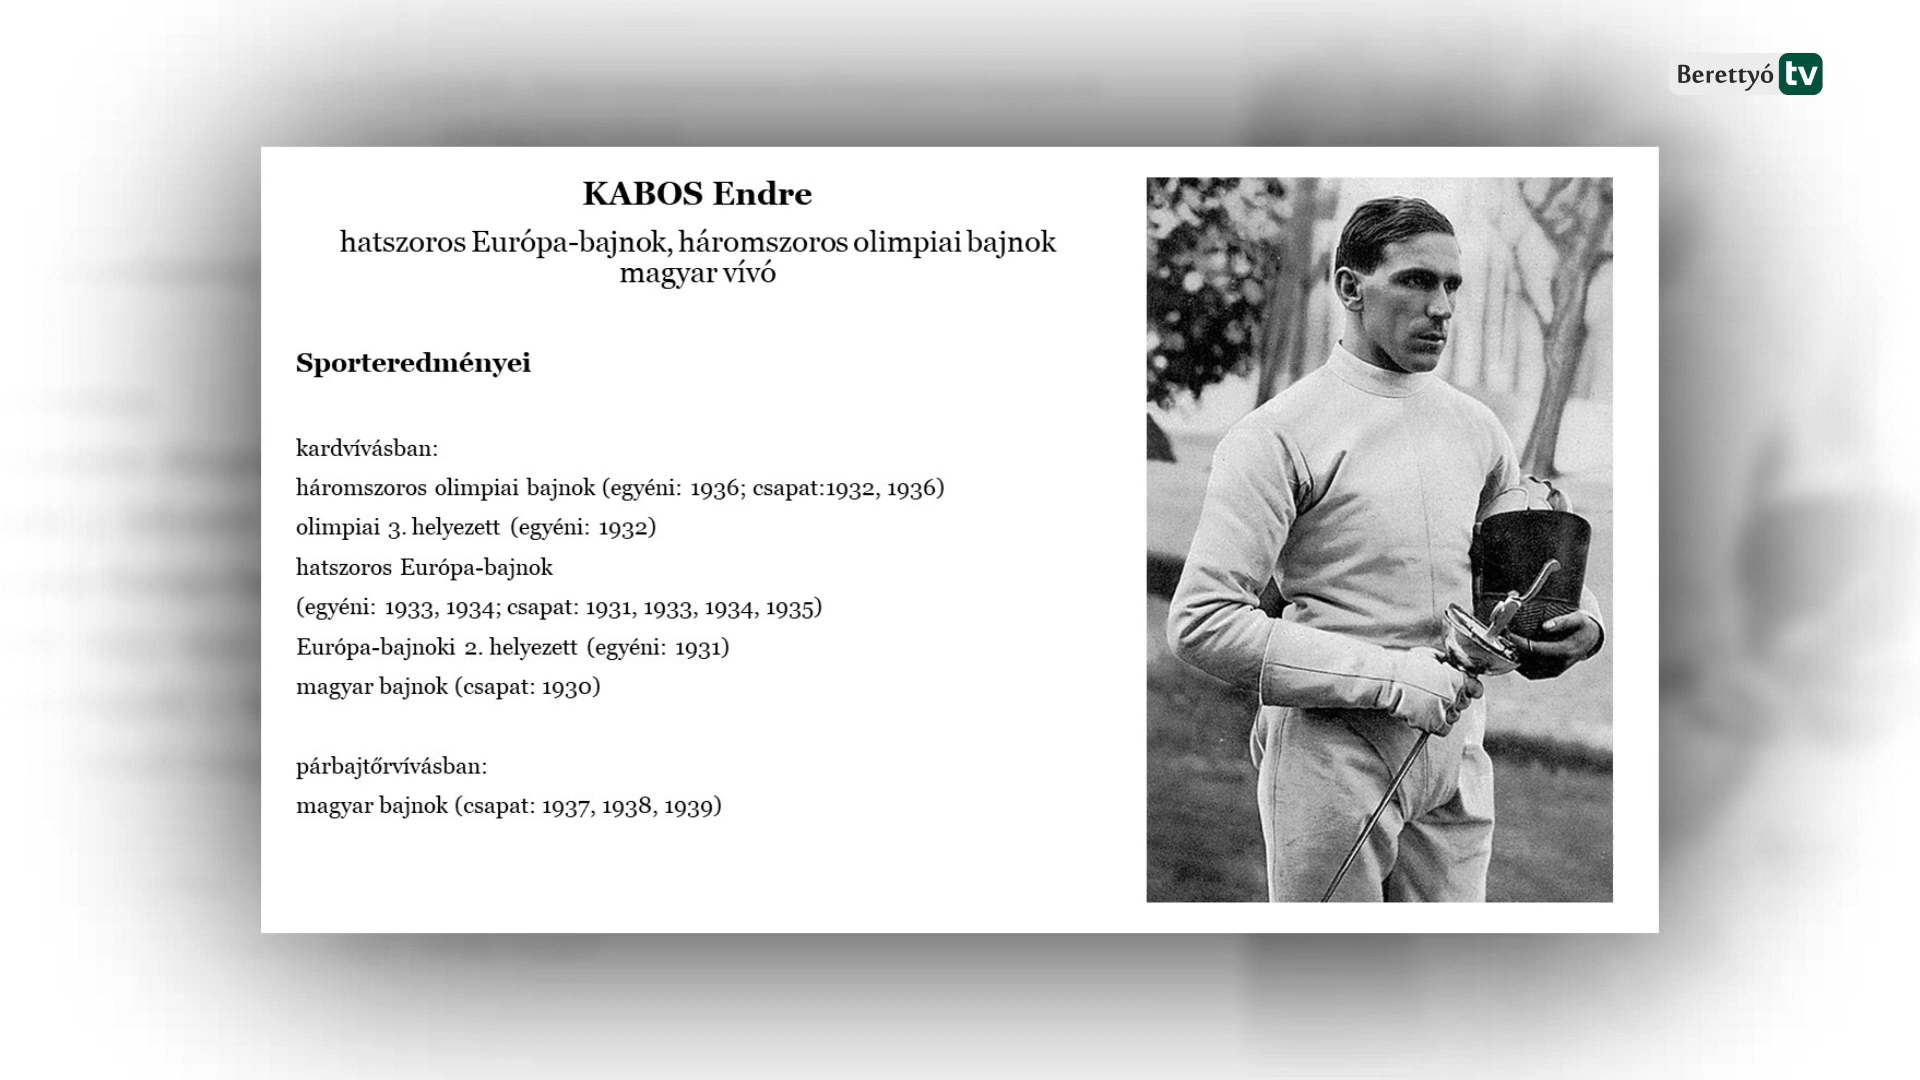 Berettyó tv
KABOS Endre
hatszoros Európa-bajnok, háromszoros olimpiai bajnok
magyar vívó
Sporteredményei
kardvívásban:
háromszoros olimpiai bajnok (egyéni: 1936; csapat:1932, 1936)
olimpiai 3. helyezett (egyéni: 1932)
hatszoros Európa-bajnok
(egyéni: 1933, 1934; csapat: 1931, 1933, 1934, 1935)
Európa-bajnoki 2. helyezett (egyéni: 1931)
magyar bajnok (csapat: 1930)
párbajtőrvívásban:
magyar bajnok (csapat: 1937, 1938, 1939)